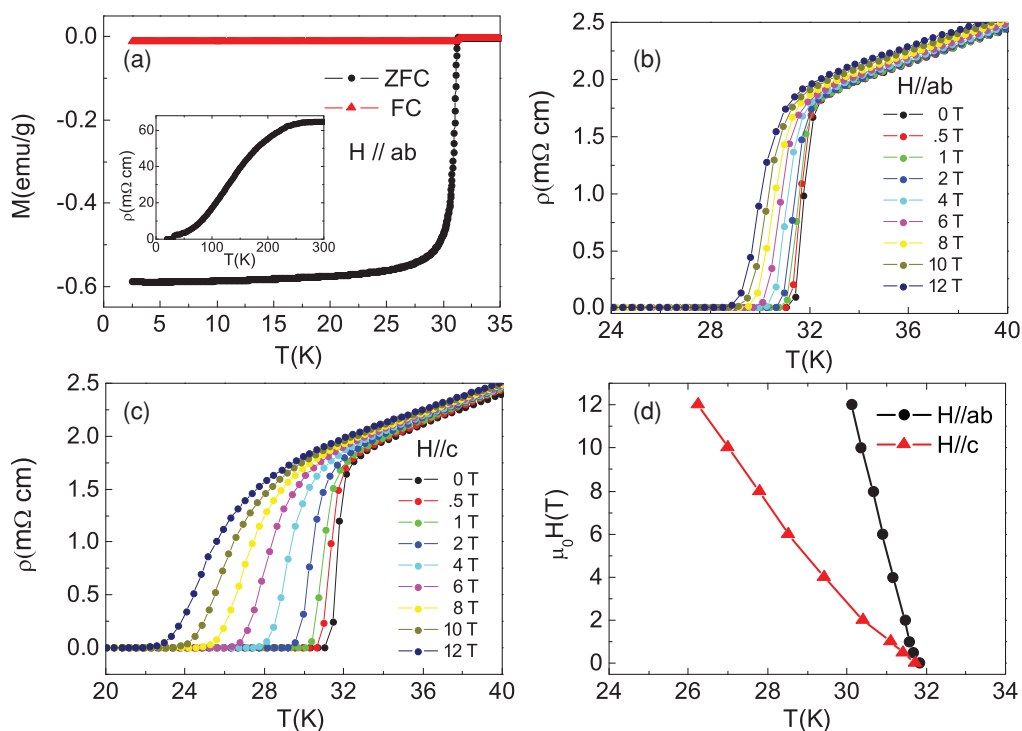 (a)
ZFC
FC
H // ab
M(emu/g)
0.0
-0.2
-0.4
-0.6
0 5 10 15 20 25 30 35
T(K)
ρ(mΩ cm)
60
40
20
0
0 100 200 300
T(K)
(b)
H//ab
0 T
.5 T
1 T
2 T
4 T
6 T
8 T
10 T
12 T
ρ(mΩ cm)
2.5
2.0
1.5
1.0
0.5
0.0
24 28 32 36 40
T(K)
(c)
H//c
0 T
.5 T
1 T
2 T
4 T
6 T
8 T
10 T
12 T
ρ(mΩ cm)
2.5
2.0
1.5
1.0
0.5
0.0
20 24 28 32 36 40
T(K)
(d)
H//ab
H//c
μ0H(T)
12
10
8
6
4
2
0
24 26 28 30 32 34
T(K)